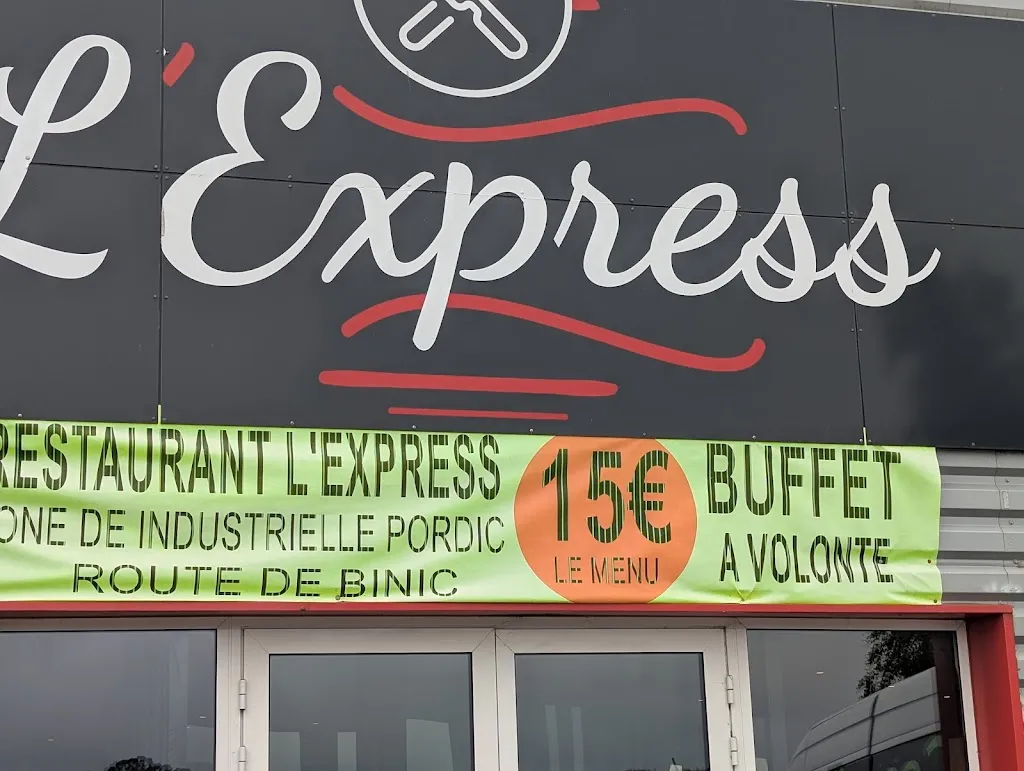 L'Express
RESTAURANT L'EXPRESS
ONE DE INDUSTRIELLE PORDIC
ROUTE DE BINIC
15€
LE MENU
BUFFET
A VOLONTE